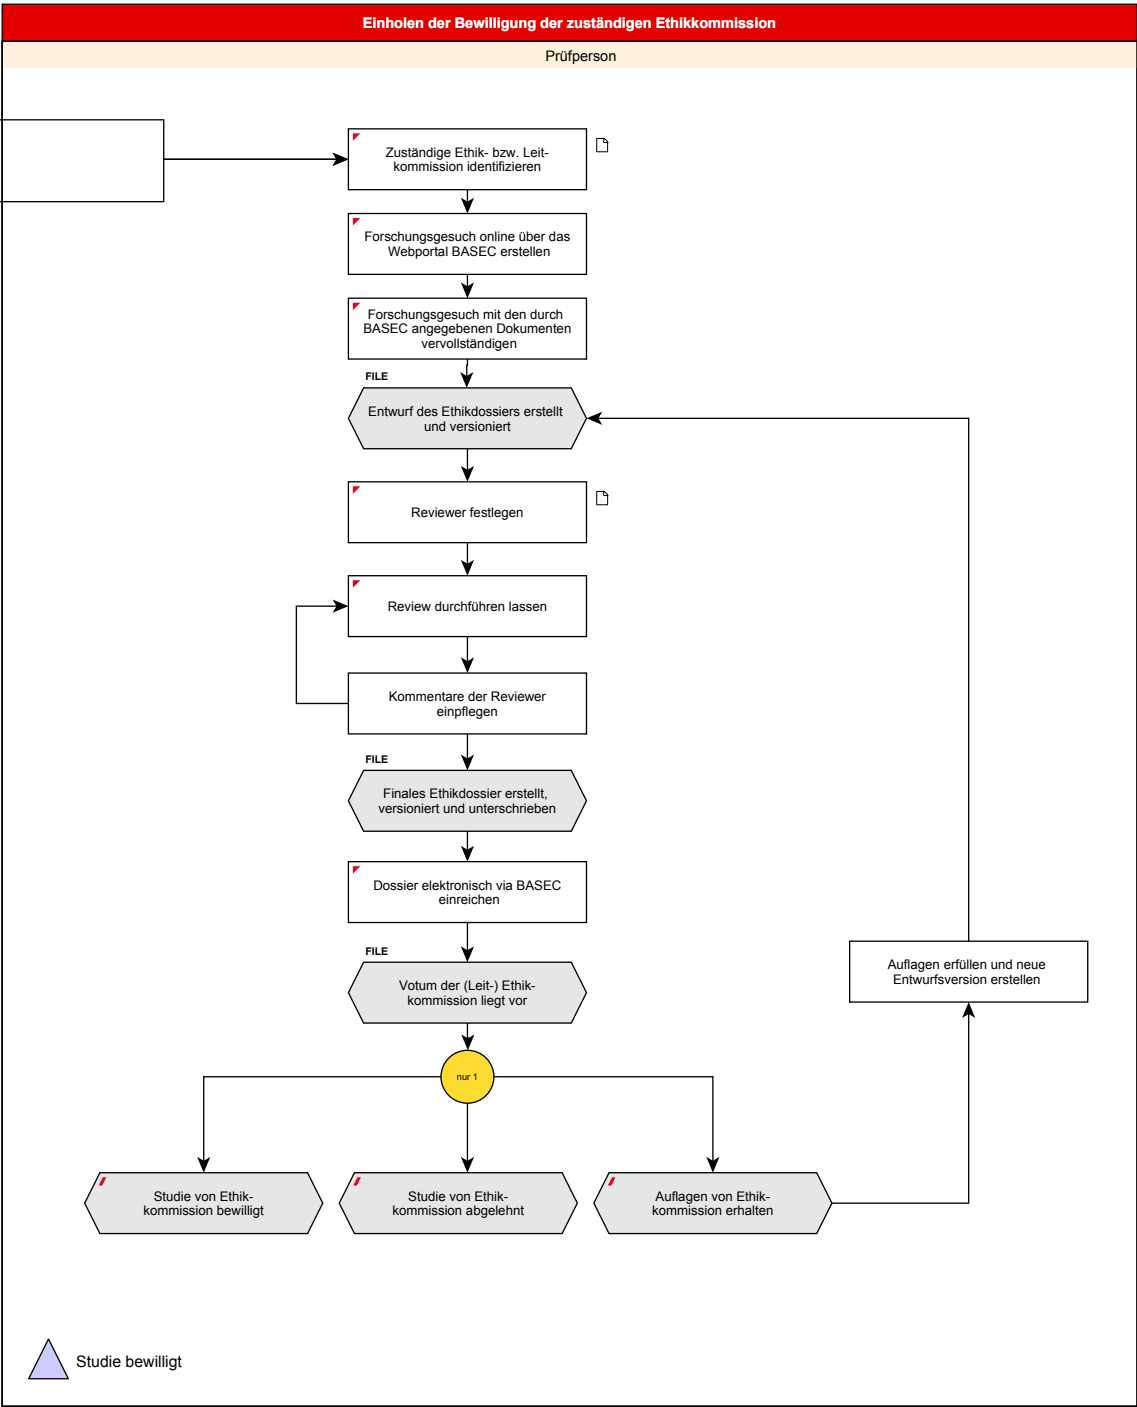 Einholen der Bewilligung der zuständigen Ethikkommission
Prüfperson
Zuständige Ethik- bzw. Leit-
kommission identifizieren
Forschungsgesuch online über das
Webportal BASEC erstellen
Forschungsgesuch mit den durch
BASEC angegebenen Dokumenten
vervollständigen
FILE
Entwurf des Ethikdossiers erstellt
und versioniert
Reviewer festlegen
Review durchführen lassen
Kommentare der Reviewer
einpflegen
FILE
Finales Ethikdossier erstellt,
versioniert und unterschrieben
Dossier elektronisch via BASEC
einreichen
FILE
Votum der (Leit-) Ethik-
kommission liegt vor
Auflagen erfüllen und neue
Entwurfsversion erstellen
nur 1
Studie von Ethik-
kommission bewilligt
Studie von Ethik-
kommission abgelehnt
Auflagen von Ethik-
kommission erhalten
Studie bewilligt